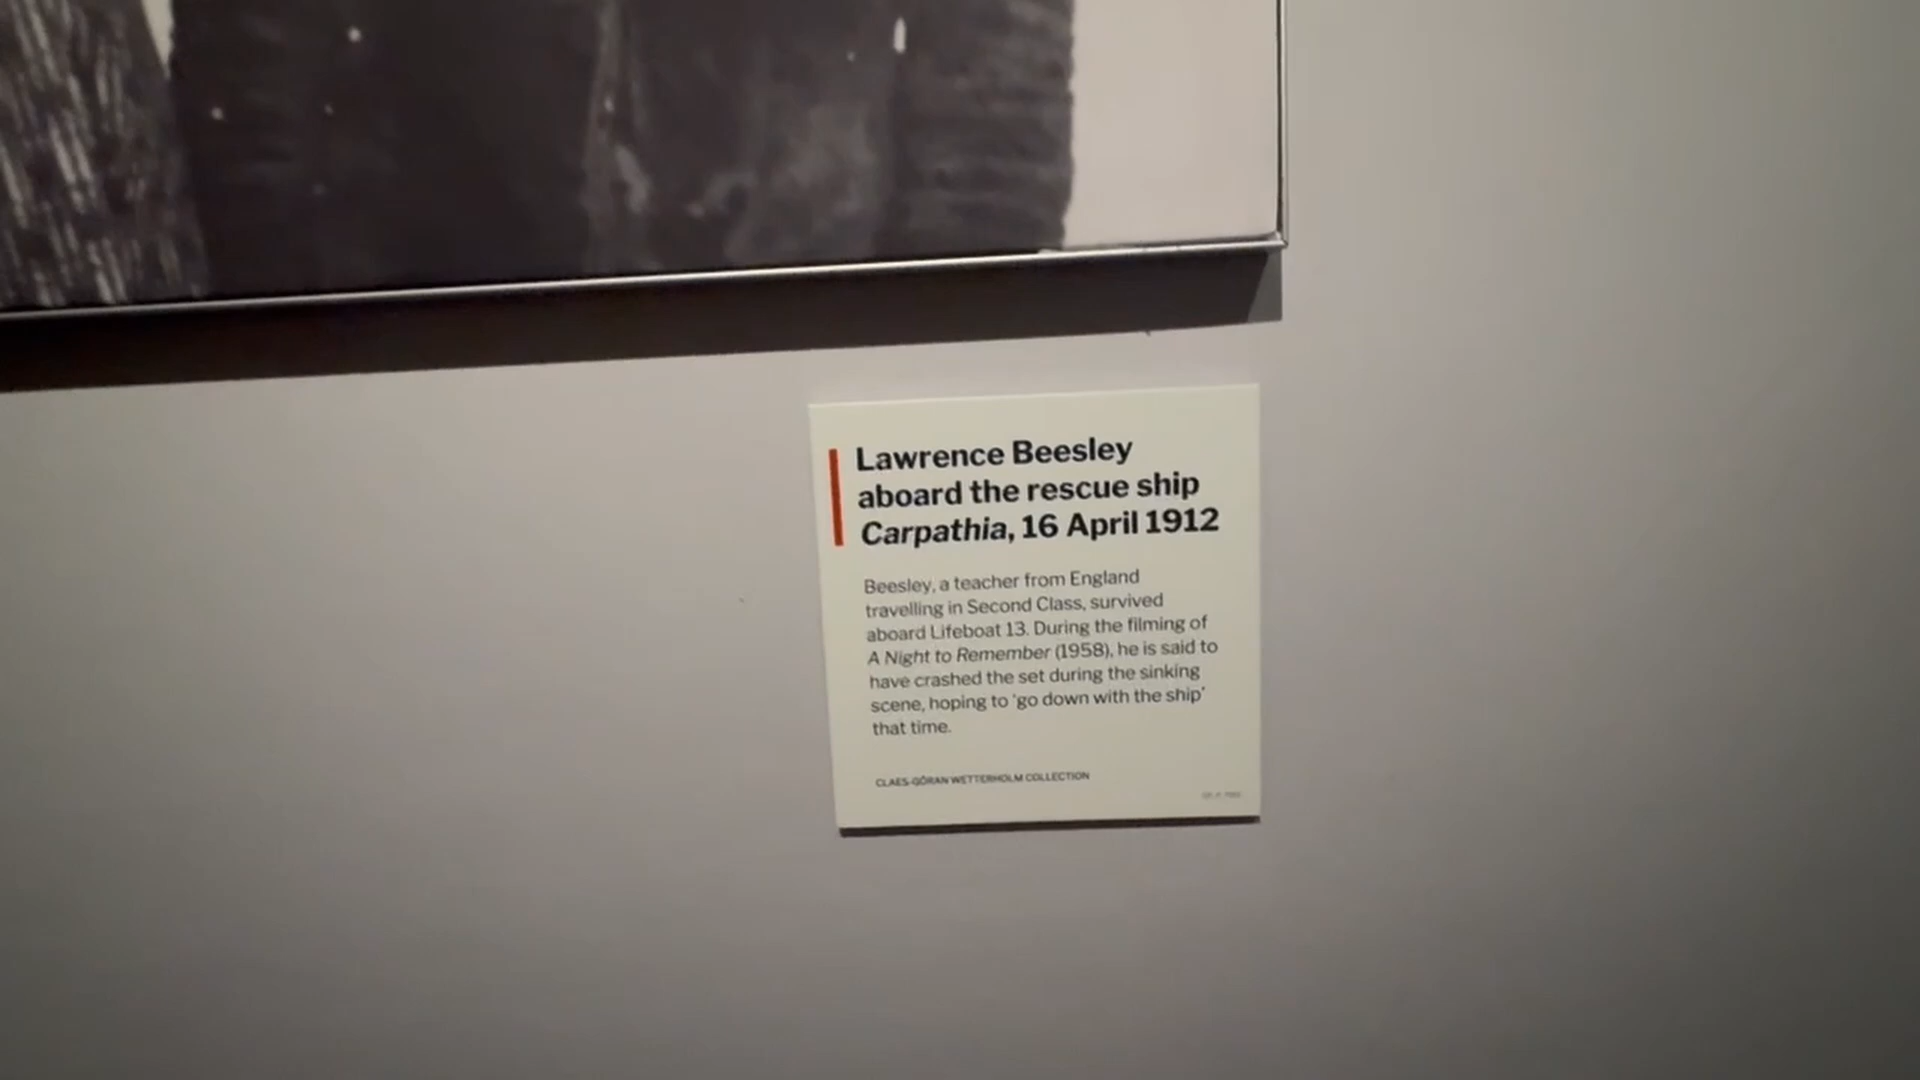 Lawrence Beesley
aboard the rescue ship
Carpathia, 16 April 1912
Beesley, a teacher from England
travelling in Second Class, survived
aboard Lifeboat 13. During the filming of
A Night to Remember (1958), he is said to
have crashed the set during the sinking
scene, hoping to ‘go down with the ship’
that time.
CLAES-GÖRAN WETTERHOLM COLLECTION